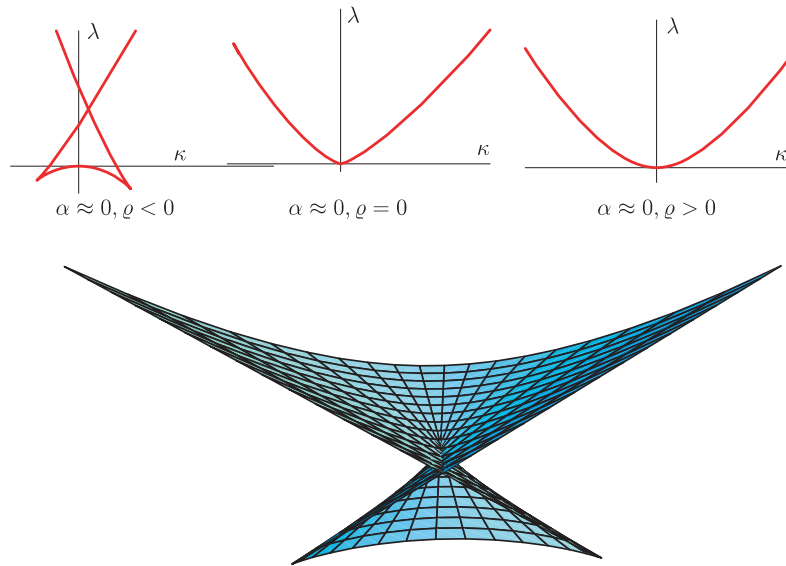 λ
κ
α ≈ 0, ϱ < 0
λ
κ
α ≈ 0, ϱ = 0
λ
κ
α ≈ 0, ϱ > 0